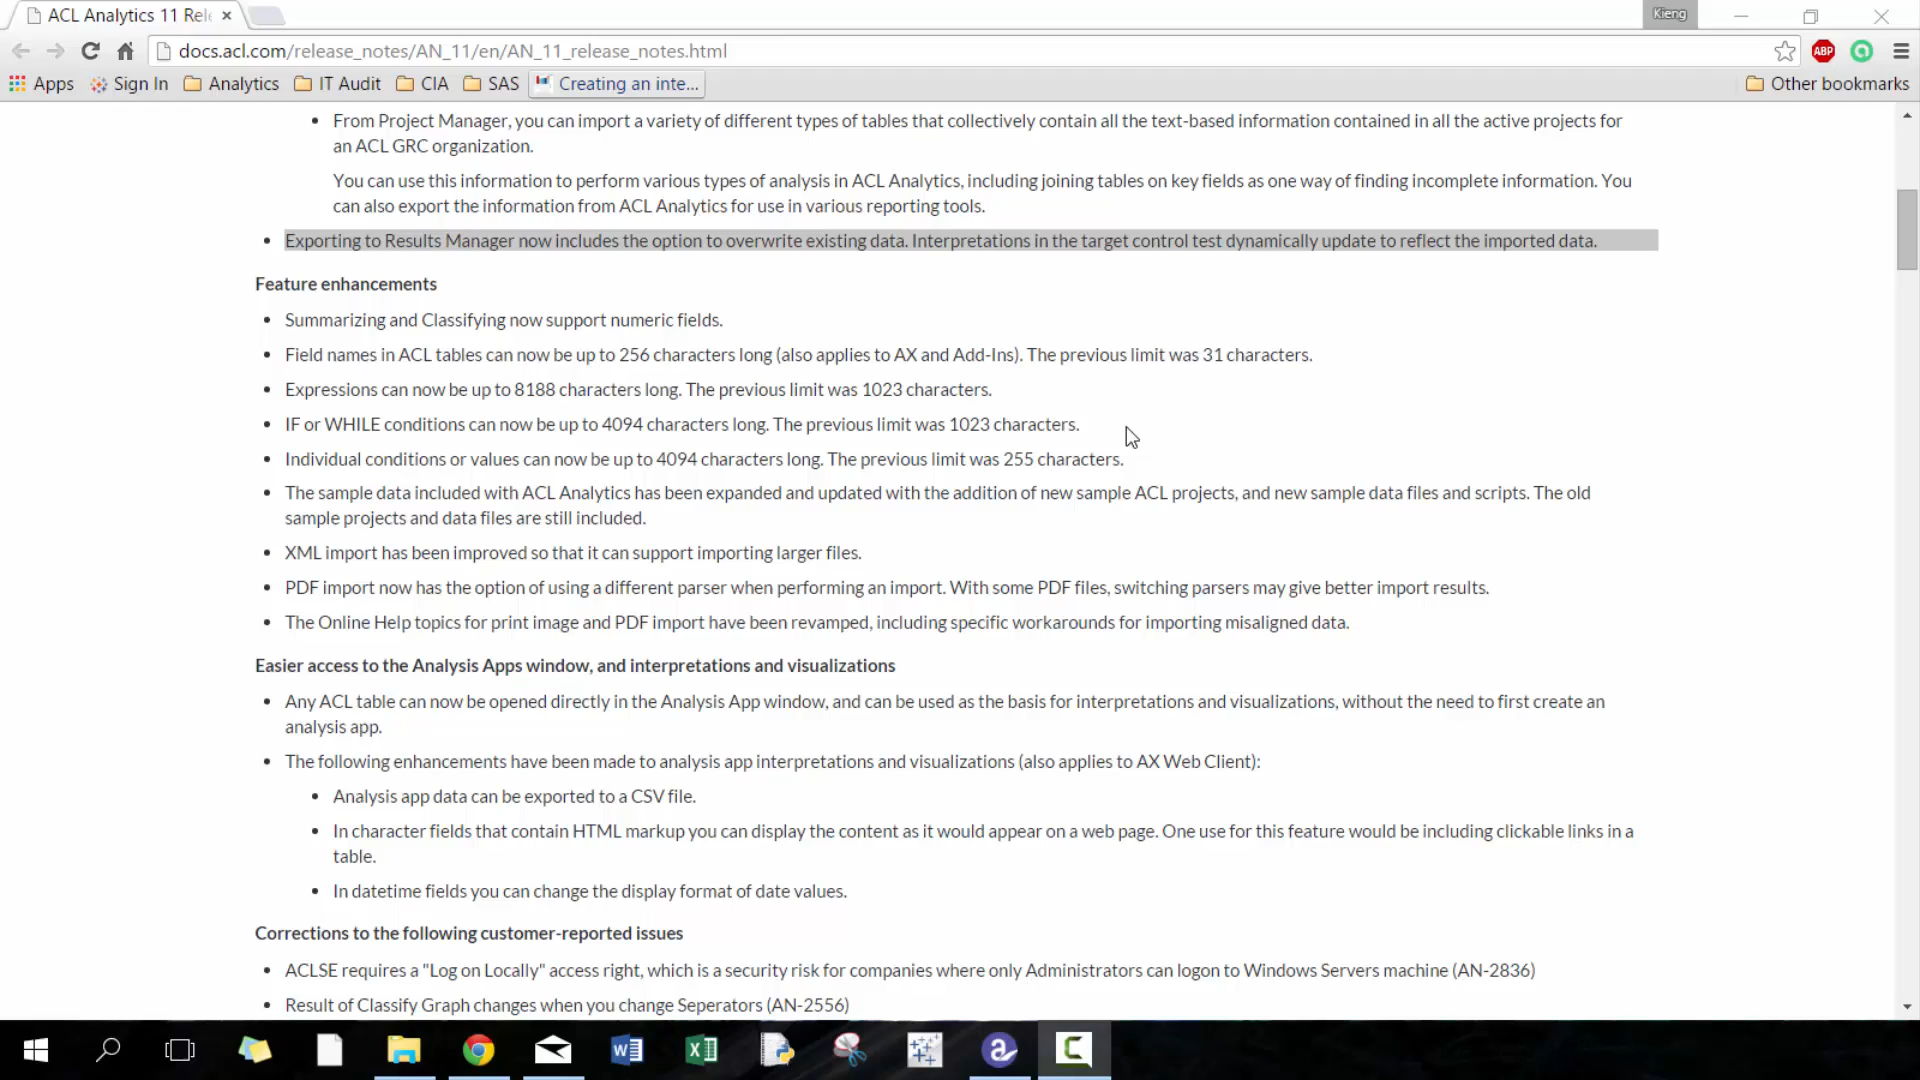 ACL Analytics 11 Rel
Kieng
docs.acl.com/release_notes/AN_11/en/AN_11_release_notes.html
ABP
Apps
Sign In
Analytics
IT Audit
CIA
SAS
Creating an inte...
Other bookmarks
• From Project Manager, you can import a variety of different types of tables that collectively contain all the text-based information contained in all the active projects for
an ACL GRC organization.
You can use this information to perform various types of analysis in ACL Analytics, including joining tables on key fields as one way of finding incomplete information. You
can also export the information from ACL Analytics for use in various reporting tools.
• Exporting to Results Manager now includes the option to overwrite existing data. Interpretations in the target control test dynamically update to reflect the imported data.
Feature enhancements
• Summarizing and Classifying now support numeric fields.
• Field names in ACL tables can now be up to 256 characters long (also applies to AX and Add-Ins). The previous limit was 31 characters.
• Expressions can now be up to 8188 characters long. The previous limit was 1023 characters.
• IF or WHILE conditions can now be up to 4094 characters long. The previous limit was 1023 characters.
• Individual conditions or values can now be up to 4094 characters long. The previous limit was 255 characters.
• The sample data included with ACL Analytics has been expanded and updated with the addition of new sample ACL projects, and new sample data files and scripts. The old
sample projects and data files are still included.
• XML import has been improved so that it can support importing larger files.
• PDF import now has the option of using a different parser when performing an import. With some PDF files, switching parsers may give better import results.
• The Online Help topics for print image and PDF import have been revamped, including specific workarounds for importing misaligned data.
Easier access to the Analysis Apps window, and interpretations and visualizations
• Any ACL table can now be opened directly in the Analysis App window, and can be used as the basis for interpretations and visualizations, without the need to first create an
analysis app.
• The following enhancements have been made to analysis app interpretations and visualizations (also applies to AX Web Client):
• Analysis app data can be exported to a CSV file.
• In character fields that contain HTML markup you can display the content as it would appear on a web page. One use for this feature would be including clickable links in a
table.
• In datetime fields you can change the display format of date values.
Corrections to the following customer-reported issues
• ACLSE requires a "Log on Locally" access right, which is a security risk for companies where only Administrators can logon to Windows Servers machine (AN-2836)
• Result of Classify Graph changes when you change Seperators (AN-2556)